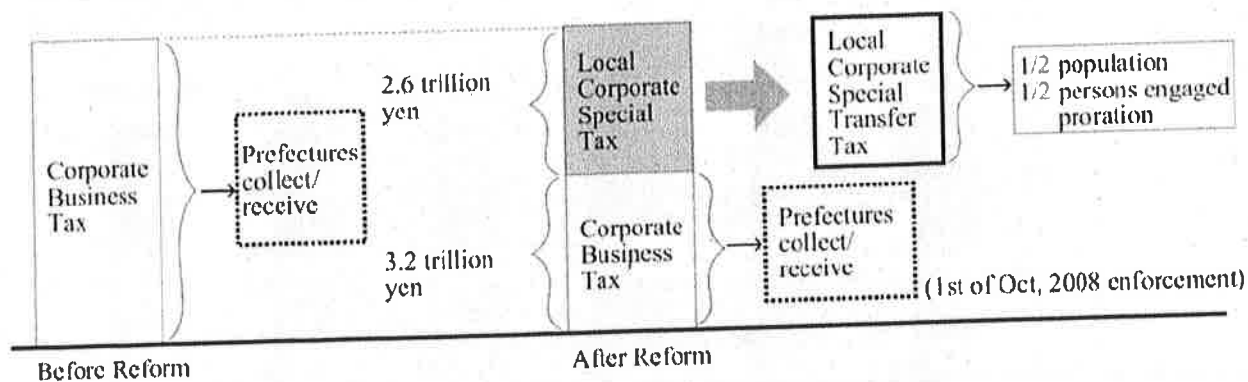 Corporate
Business
Tax
Prefectures
collect/
receive
2.6 trillion
yen
3.2 trillion
yen
Local
Corporate
Special
Tax
Corporate
Business
Tax
Local
Corporate
Special
Transfer
Tax
1/2 population
1/2 persons engaged
proration
Prefectures
collect/
receive
(1st of Oct, 2008 enforcement)
Before Reform
After Reform